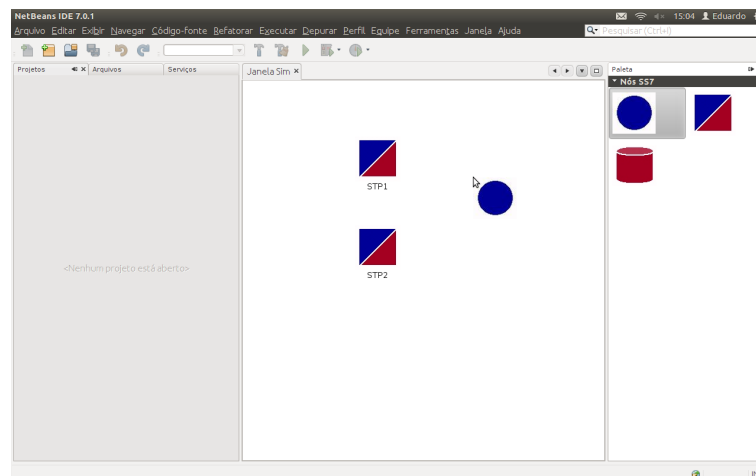 NetBeans IDE 7.0.1
15:04 Eduardo
Arquivo Editar Exibir Navegar Código-fonte Refatorar Executar Depurar Perfil Equipe Ferramentas Janela Ajuda
Pesquisar (Ctrl+I)
Projetos
Arquivos
Serviços
Janela Sim
Paleta
Nós SS7
STP1
STP2
<Nenhum projeto está aberto>